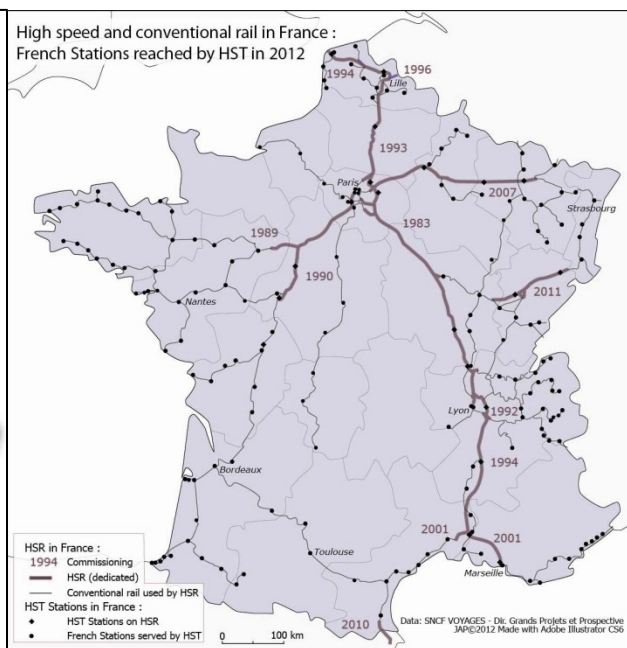 High speed and conventional rail in France :
French Stations reached by HST in 2012
1994
1996
Lille
1993
Paris
2007
Strasbourg
1983
1989
1990
Nantes
2011
Lyon
1992
1994
Bordeaux
2001
2001
Toulouse
Marseille
2010
HSR in France :
1994 Commissioning
HSR (dedicated)
Conventional rail used by HSR
HST Stations in France :
HST Stations on HSR
French Stations served by HST
0 100 km
Data: SNCF VOYAGES - Dir. Grands Projets et Prospective
JAP©2012 Made with Adobe Illustrator CS6